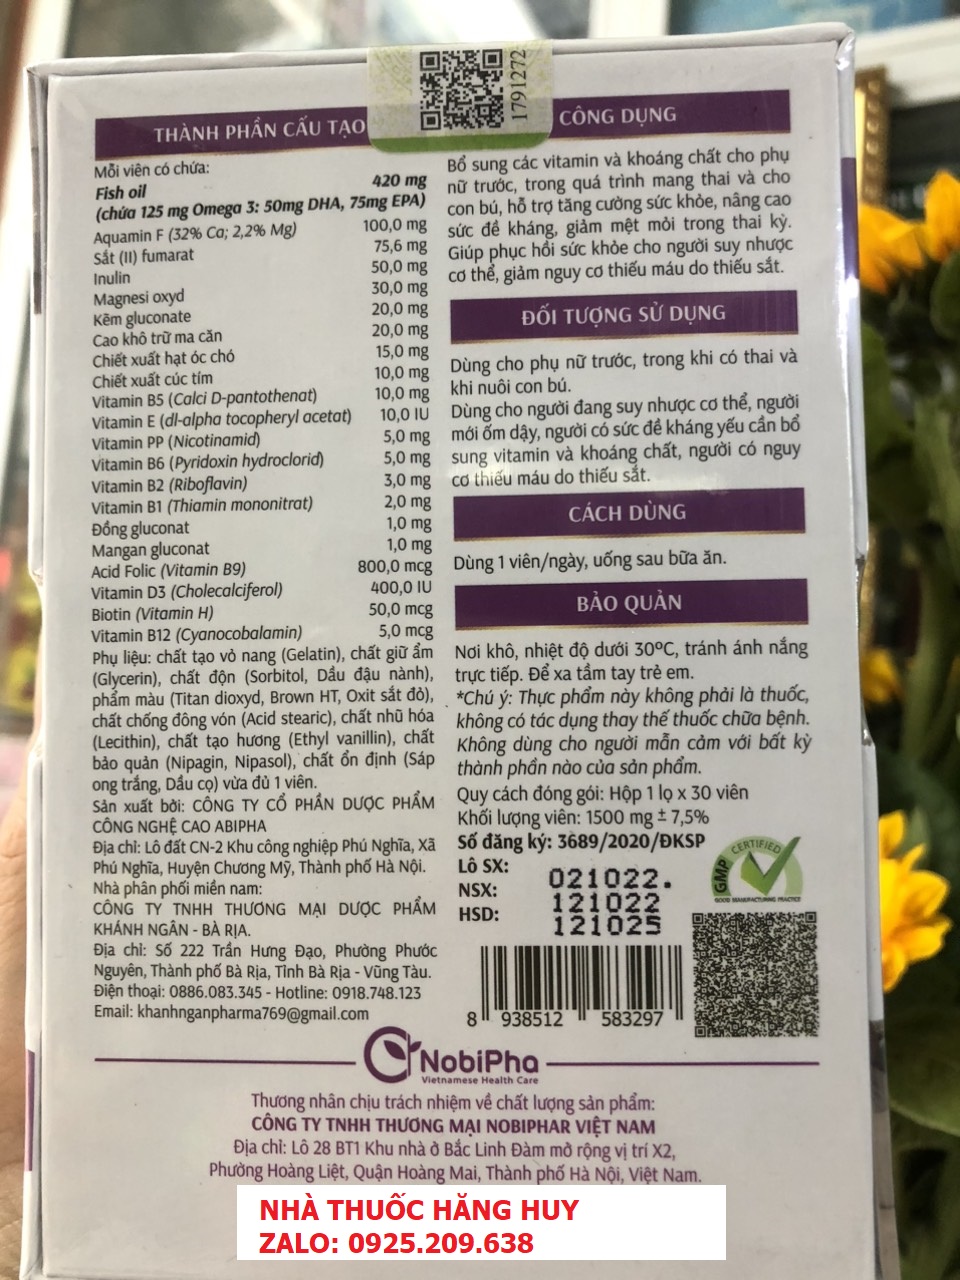 1791272
THÀNH PHẦN CẤU TẠO
Mỗi viên có chứa:
Fish oil 420 mg
(chứa 125 mg Omega 3: 50mg DHA, 75mg EPA)
Aquamin F (32% Ca; 2,2% Mg) 100,0 mg
Sắt (II) fumarat 75,6 mg
Inulin 50,0 mg
Magnesi oxyd 30,0 mg
Kẽm gluconate 20,0 mg
Cao khô trữ ma căn 20,0 mg
Chiết xuất hạt óc chó 15,0 mg
Chiết xuất cúc tím 10,0 mg
Vitamin B5 (Calci D-pantothenat) 10,0 mg
Vitamin E (dl-alpha tocopheryl acetat) 10,0 IU
Vitamin PP (Nicotinamid) 5,0 mg
Vitamin B6 (Pyridoxin hydroclorid) 5,0 mg
Vitamin B2 (Riboflavin) 3,0 mg
Vitamin B1 (Thiamin mononitrat) 2,0 mg
Đồng gluconat 1,0 mg
Mangan gluconat 1,0 mg
Acid Folic (Vitamin B9) 800,0 mcg
Vitamin D3 (Cholecalciferol) 400,0 IU
Biotin (Vitamin H) 50,0 mcg
Vitamin B12 (Cyanocobalamin) 5,0 mcg
Phụ liệu: chất tạo vỏ nang (Gelatin), chất giữ ẩm
(Glycerin), chất độn (Sorbitol, Dầu đậu nành),
phẩm màu (Titan dioxyd, Brown HT, Oxit sắt đỏ),
chất chống đông vón (Acid stearic), chất nhũ hóa
(Lecithin), chất tạo hương (Ethyl vanillin), chất
bảo quản (Nipagin, Nipasol), chất ổn định (Sáp
ong trắng, Dầu cọ) vừa đủ 1 viên.
Sản xuất bởi: CÔNG TY CỔ PHẦN DƯỢC PHẨM
CÔNG NGHỆ CAO ABIPHA
Địa chỉ: Lô đất CN-2 Khu công nghiệp Phú Nghĩa, Xã
Phú Nghĩa, Huyện Chương Mỹ, Thành phố Hà Nội.
Nhà phân phối miền nam:
CÔNG TY TNHH THƯƠNG MẠI DƯỢC PHẨM
KHÁNH NGÂN - BÀ RỊA.
Địa chỉ: Số 222 Trần Hưng Đạo, Phường Phước
Nguyên, Thành phố Bà Rịa, Tỉnh Bà Rịa - Vũng Tàu.
Điện thoại: 0886.083.345 - Hotline: 0918.748.123
Email: khanhnganpharma769@gmail.com
CÔNG DỤNG
Bổ sung các vitamin và khoáng chất cho phụ
nữ trước, trong quá trình mang thai và cho
con bú, hỗ trợ tăng cường sức khỏe, nâng cao
sức đề kháng, giảm mệt mỏi trong thai kỳ.
Giúp phục hồi sức khỏe cho người suy nhược
cơ thể, giảm nguy cơ thiếu máu do thiếu sắt.
ĐỐI TƯỢNG SỬ DỤNG
Dùng cho phụ nữ trước, trong khi có thai và
khi nuôi con bú.
Dùng cho người đang suy nhược cơ thể, người
mới ốm dậy, người có sức đề kháng yếu cần bổ
sung vitamin và khoáng chất, người có nguy
cơ thiếu máu do thiếu sắt.
CÁCH DÙNG
Dùng 1 viên/ngày, uống sau bữa ăn.
BẢO QUẢN
Nơi khô, nhiệt độ dưới 30ºC, tránh ánh nắng
trực tiếp. Để xa tầm tay trẻ em.
*Chú ý: Thực phẩm này không phải là thuốc,
không có tác dụng thay thế thuốc chữa bệnh.
Không dùng cho người mẫn cảm với bất kỳ
thành phần nào của sản phẩm.
Quy cách đóng gói: Hộp 1 lọ x 30 viên
Khối lượng viên: 1500 mg ± 7,5%
Số đăng ký: 3689/2020/ĐKSP
Lô SX: 021022.
NSX: 121022
HSD: 121025
GMP CERTIFIED
GOOD MANUFACTURING PRACTICE
8 938512 583297
NobiPha
Vietnamese Health Care
Thương nhân chịu trách nhiệm về chất lượng sản phẩm:
CÔNG TY TNHH THƯƠNG MẠI NOBIPHAR VIỆT NAM
Địa chỉ: Lô 28 BT1 Khu nhà ở Bắc Linh Đàm mở rộng vị trí X2,
Phường Hoàng Liệt, Quận Hoàng Mai, Thành phố Hà Nội, Việt Nam.
NHÀ THUỐC HĂNG HUY
ZALO: 0925.209.638